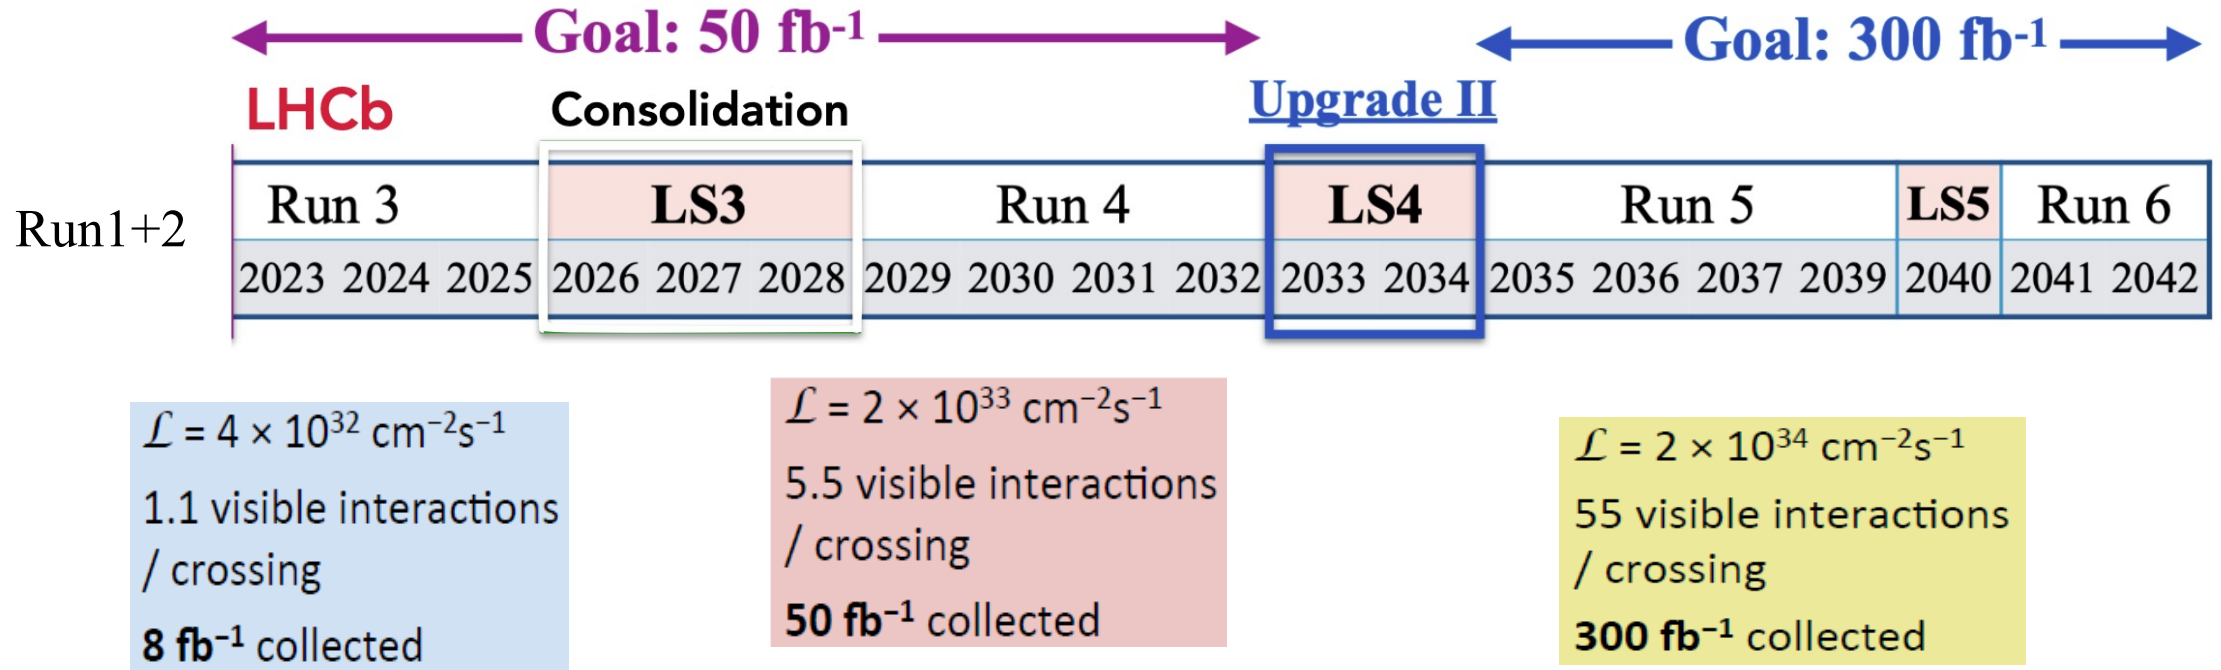 Goal: 50 fb⁻¹
Goal: 300 fb⁻¹
LHCb
Consolidation
Upgrade II
Run1+2
Run 3
LS3
Run 4
LS4
Run 5
LS5
Run 6
2023 2024 2025 2026 2027 2028 2029 2030 2031 2032 2033 2034 2035 2036 2037 2039 2040 2041 2042
ℒ = 4 × 10³² cm⁻²s⁻¹
1.1 visible interactions
/ crossing
8 fb⁻¹ collected
ℒ = 2 × 10³³ cm⁻²s⁻¹
5.5 visible interactions
/ crossing
50 fb⁻¹ collected
ℒ = 2 × 10³⁴ cm⁻²s⁻¹
55 visible interactions
/ crossing
300 fb⁻¹ collected